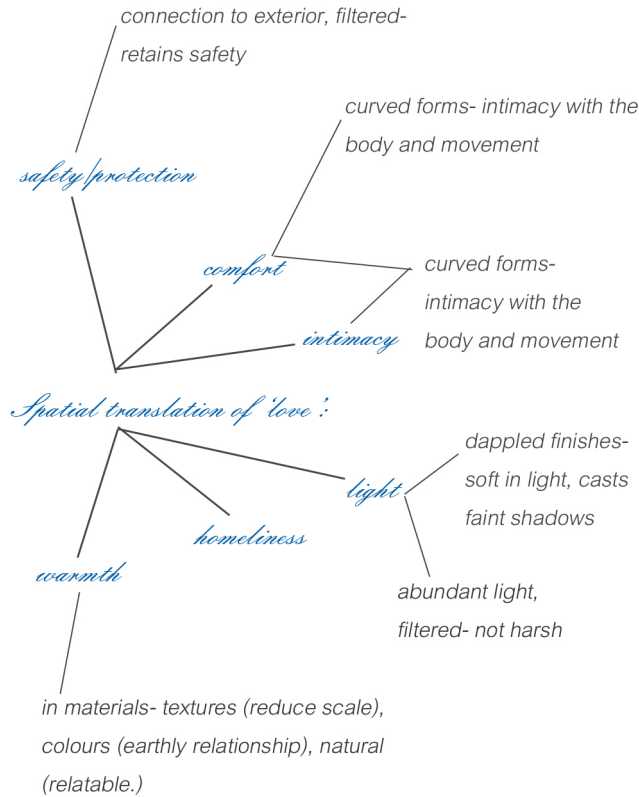 connection to exterior, filtered-
retains safety
curved forms- intimacy with the
body and movement
safety/protection
comfort
curved forms-
intimacy with the
body and movement
intimacy
Spatial translation of ‘love’:
dappled finishes-
soft in light, casts
faint shadows
light
homeliness
warmth
abundant light,
filtered- not harsh
in materials- textures (reduce scale),
colours (earthly relationship), natural
(relatable.)